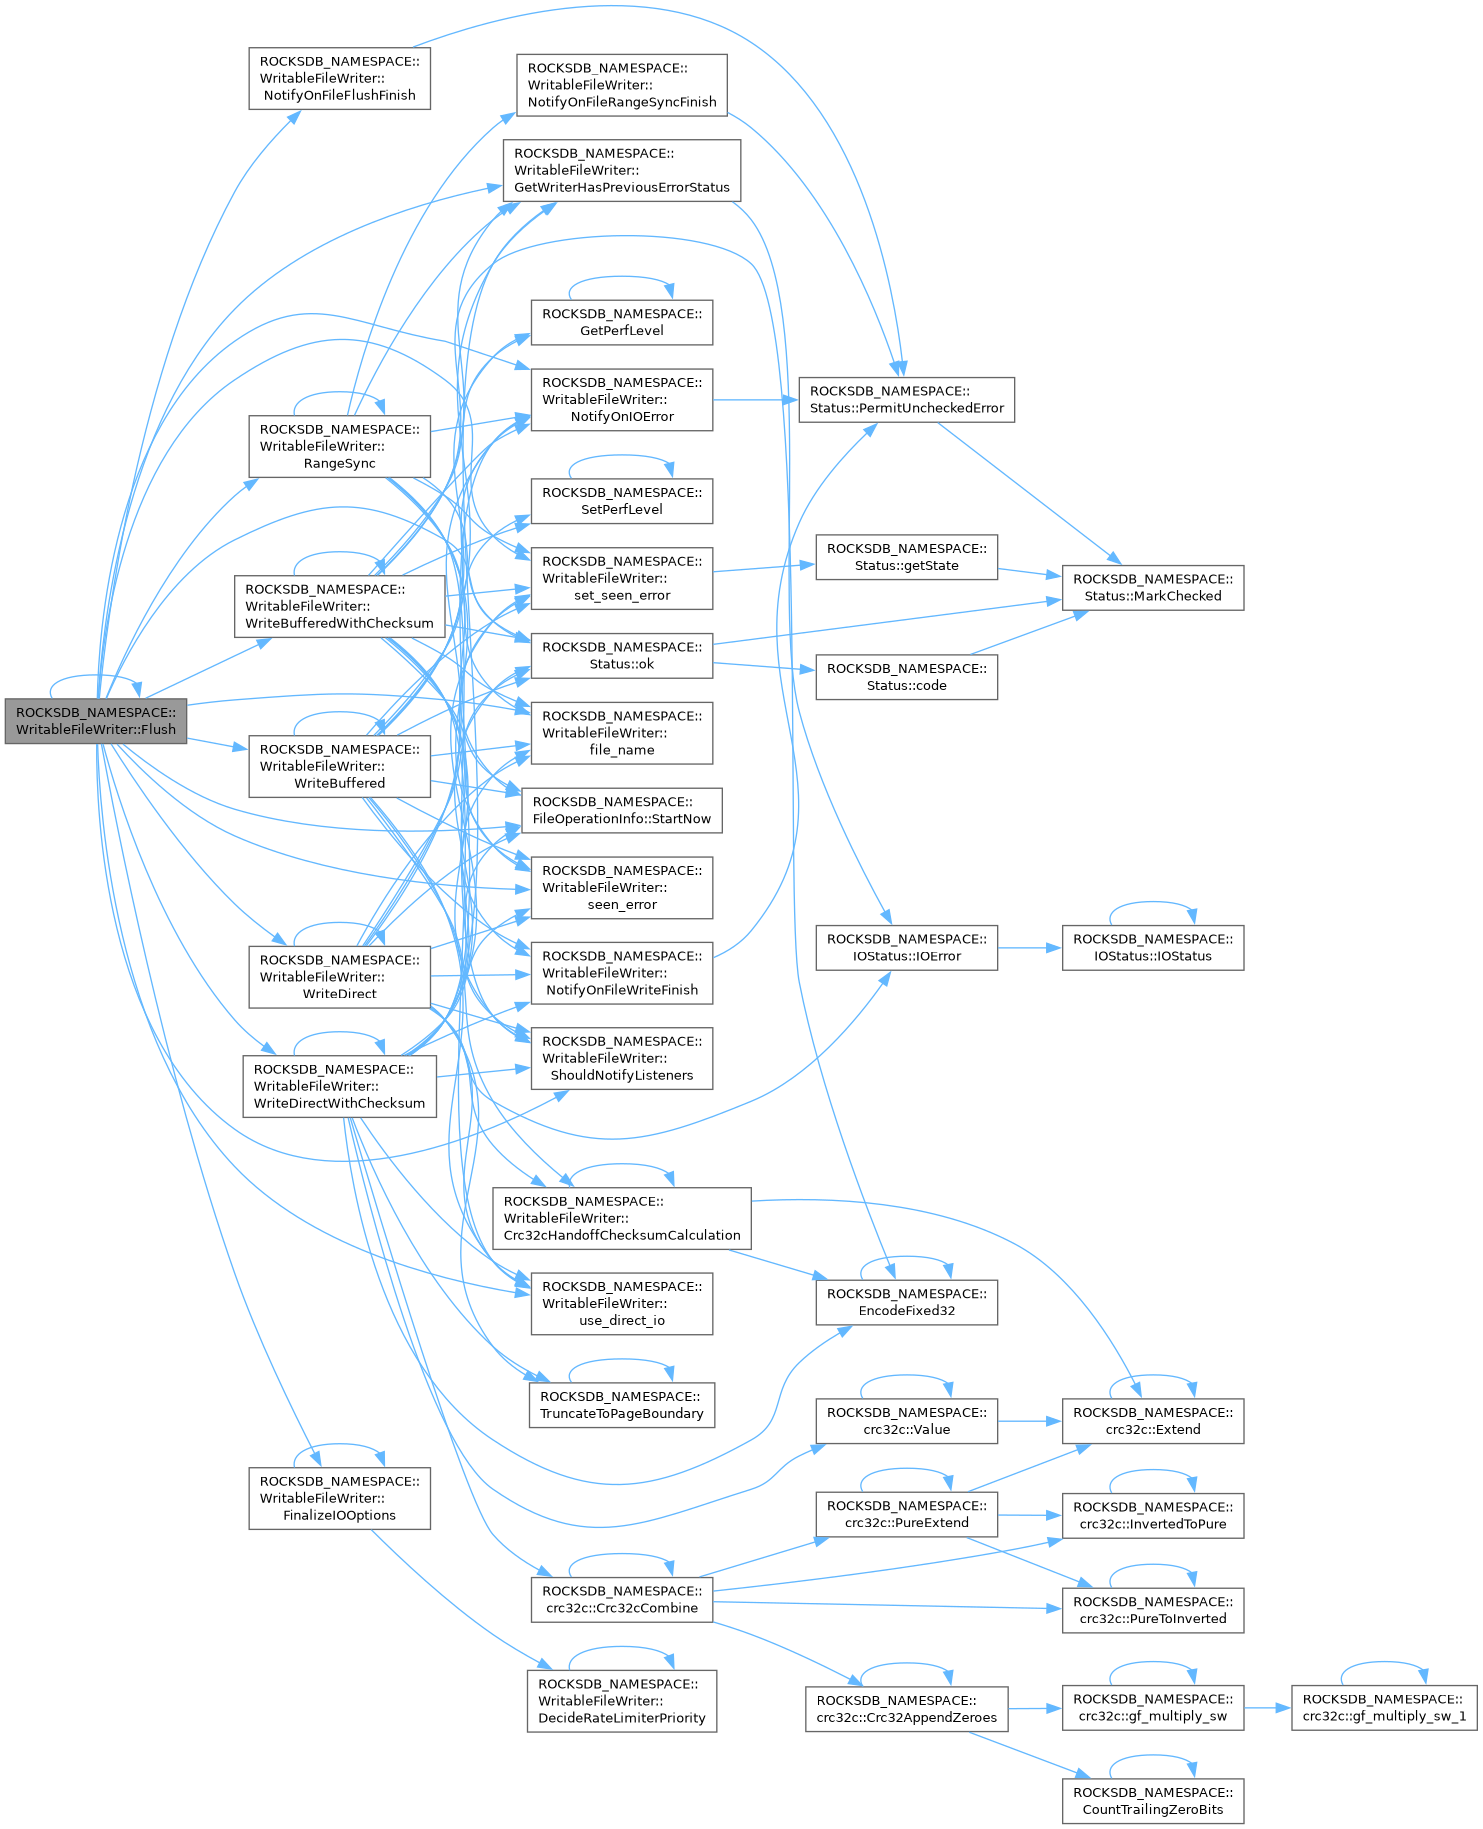 ROCKSDB_NAMESPACE::
WritableFileWriter::Flush
ROCKSDB_NAMESPACE::
WritableFileWriter::
NotifyOnFileFlushFinish
ROCKSDB_NAMESPACE::
WritableFileWriter::
RangeSync
ROCKSDB_NAMESPACE::
WritableFileWriter::
WriteBufferedWithChecksum
ROCKSDB_NAMESPACE::
WritableFileWriter::
WriteBuffered
ROCKSDB_NAMESPACE::
WritableFileWriter::
WriteDirect
ROCKSDB_NAMESPACE::
WritableFileWriter::
WriteDirectWithChecksum
ROCKSDB_NAMESPACE::
WritableFileWriter::
FinalizeIOOptions
ROCKSDB_NAMESPACE::
WritableFileWriter::
NotifyOnFileRangeSyncFinish
ROCKSDB_NAMESPACE::
WritableFileWriter::
GetWriterHasPreviousErrorStatus
ROCKSDB_NAMESPACE::
GetPerfLevel
ROCKSDB_NAMESPACE::
WritableFileWriter::
NotifyOnIOError
ROCKSDB_NAMESPACE::
SetPerfLevel
ROCKSDB_NAMESPACE::
WritableFileWriter::
set_seen_error
ROCKSDB_NAMESPACE::
Status::ok
ROCKSDB_NAMESPACE::
WritableFileWriter::
file_name
ROCKSDB_NAMESPACE::
FileOperationInfo::StartNow
ROCKSDB_NAMESPACE::
WritableFileWriter::
seen_error
ROCKSDB_NAMESPACE::
WritableFileWriter::
NotifyOnFileWriteFinish
ROCKSDB_NAMESPACE::
WritableFileWriter::
ShouldNotifyListeners
ROCKSDB_NAMESPACE::
WritableFileWriter::
Crc32cHandoffChecksumCalculation
ROCKSDB_NAMESPACE::
WritableFileWriter::
use_direct_io
ROCKSDB_NAMESPACE::
TruncateToPageBoundary
ROCKSDB_NAMESPACE::
crc32c::Crc32cCombine
ROCKSDB_NAMESPACE::
WritableFileWriter::
DecideRateLimiterPriority
ROCKSDB_NAMESPACE::
Status::PermitUncheckedError
ROCKSDB_NAMESPACE::
Status::getState
ROCKSDB_NAMESPACE::
Status::code
ROCKSDB_NAMESPACE::
IOStatus::IOError
ROCKSDB_NAMESPACE::
EncodeFixed32
ROCKSDB_NAMESPACE::
crc32c::Value
ROCKSDB_NAMESPACE::
crc32c::PureExtend
ROCKSDB_NAMESPACE::
crc32c::Crc32AppendZeroes
ROCKSDB_NAMESPACE::
Status::MarkChecked
ROCKSDB_NAMESPACE::
IOStatus::IOStatus
ROCKSDB_NAMESPACE::
crc32c::Extend
ROCKSDB_NAMESPACE::
crc32c::InvertedToPure
ROCKSDB_NAMESPACE::
crc32c::PureToInverted
ROCKSDB_NAMESPACE::
crc32c::gf_multiply_sw
ROCKSDB_NAMESPACE::
CountTrailingZeroBits
ROCKSDB_NAMESPACE::
crc32c::gf_multiply_sw_1